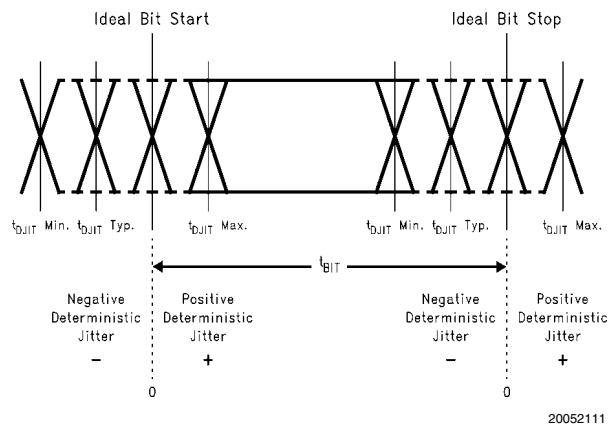 Ideal Bit Start Ideal Bit Stop
tDJIT Min. tDJIT Typ. tDJIT Max. tDJIT Min. tDJIT Typ. tDJIT Max.
tBIT
Negative Positive Negative Positive
Deterministic Deterministic Deterministic Deterministic
Jitter Jitter Jitter Jitter
− + − +
0 0
20052111